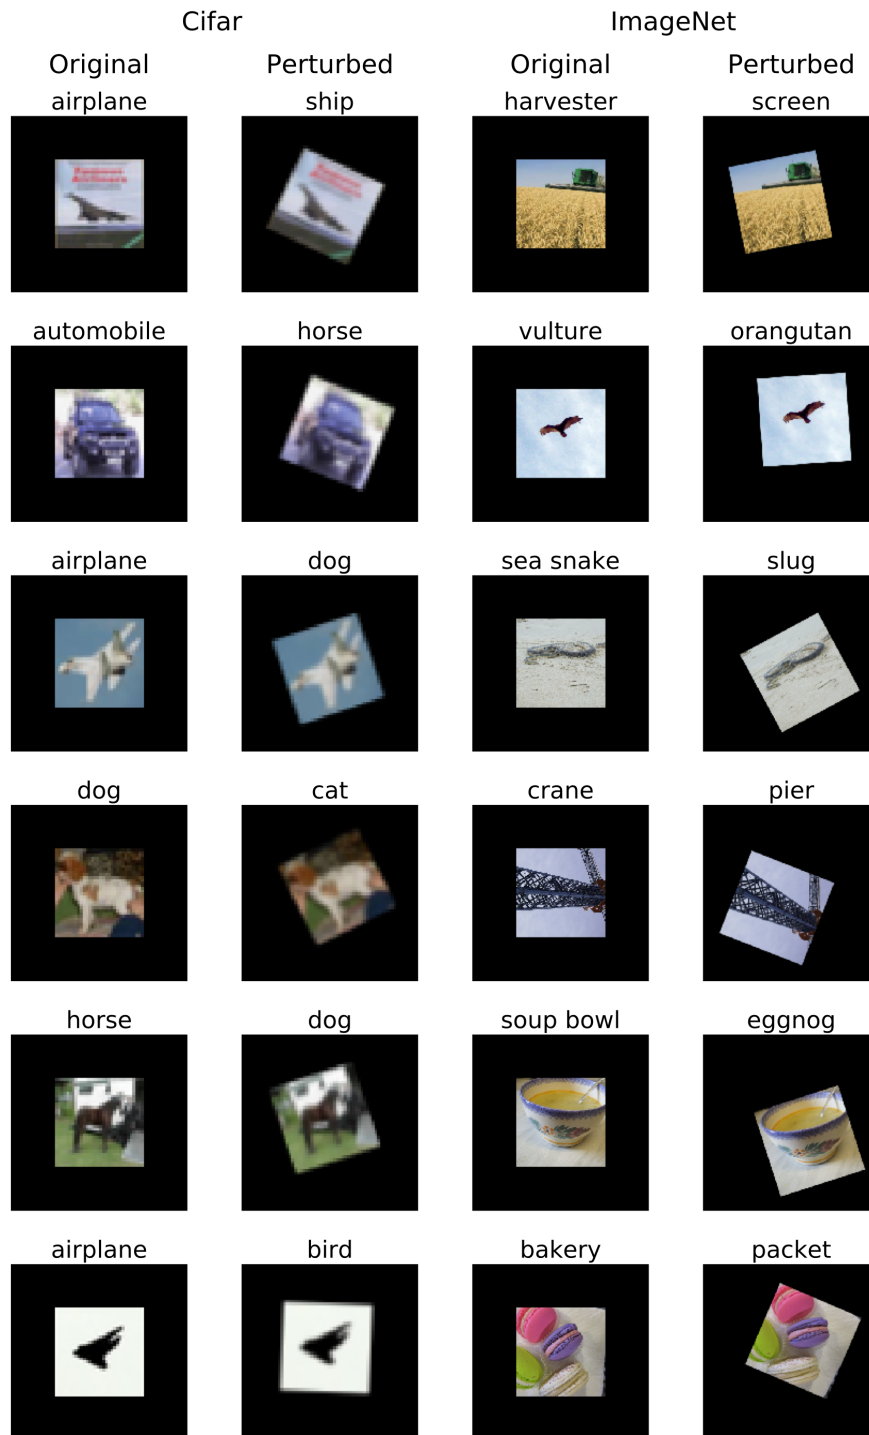 Cifar ImageNet
Original Perturbed Original Perturbed
airplane ship harvester screen
automobile horse vulture orangutan
airplane dog sea snake slug
dog cat crane pier
horse dog soup bowl eggnog
airplane bird bakery packet